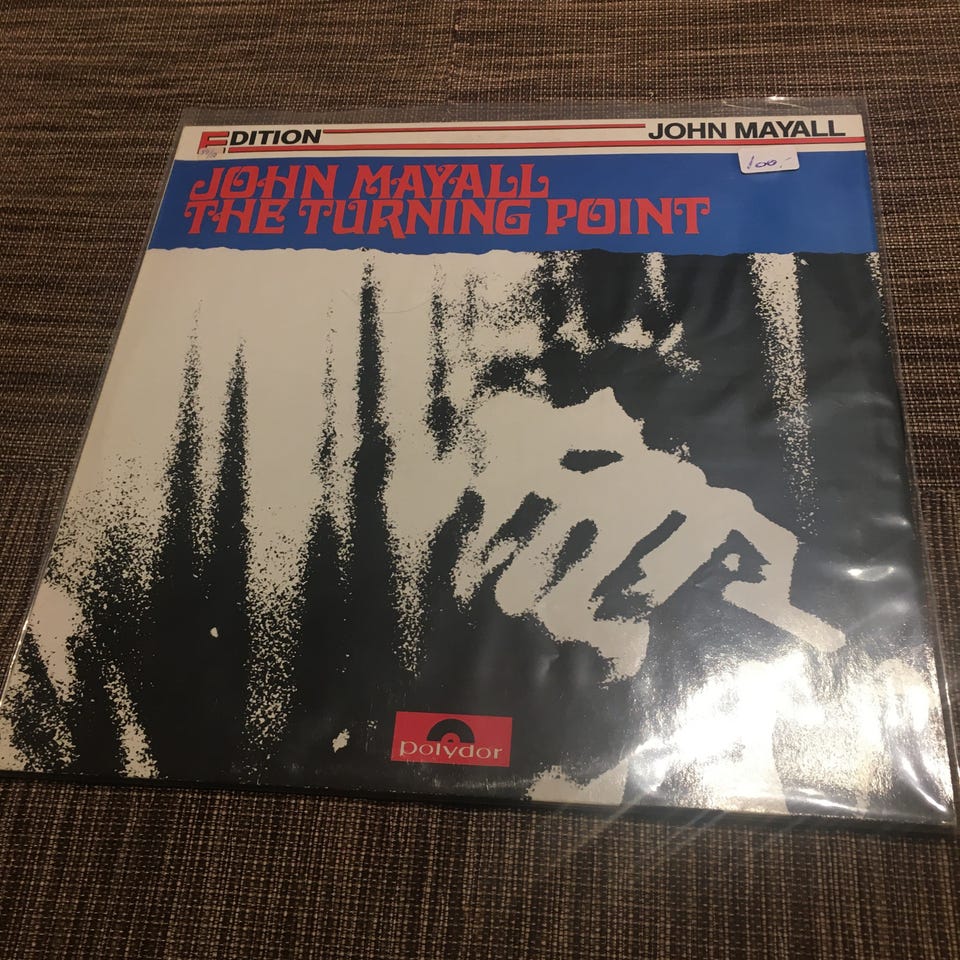 EDITION
JOHN MAYALL
100,-
JOHN MAYALL
THE TURNING POINT
polydor